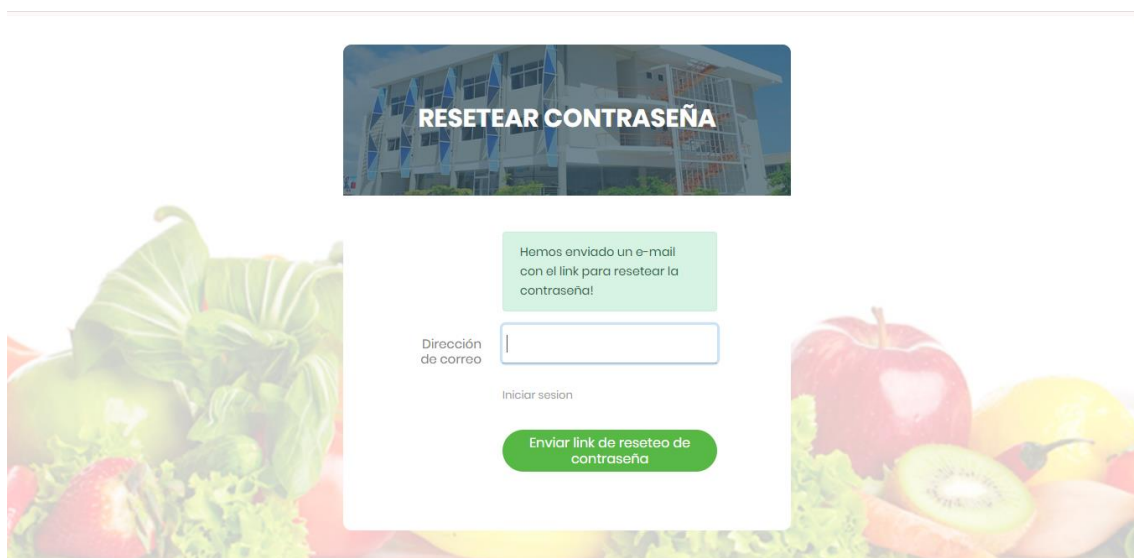 RESETEAR CONTRASEÑA
Hemos enviado un e-mail
con el link para resetear la
contraseña!
Dirección
de correo
Iniciar sesion
Enviar link de reseteo de
contraseña